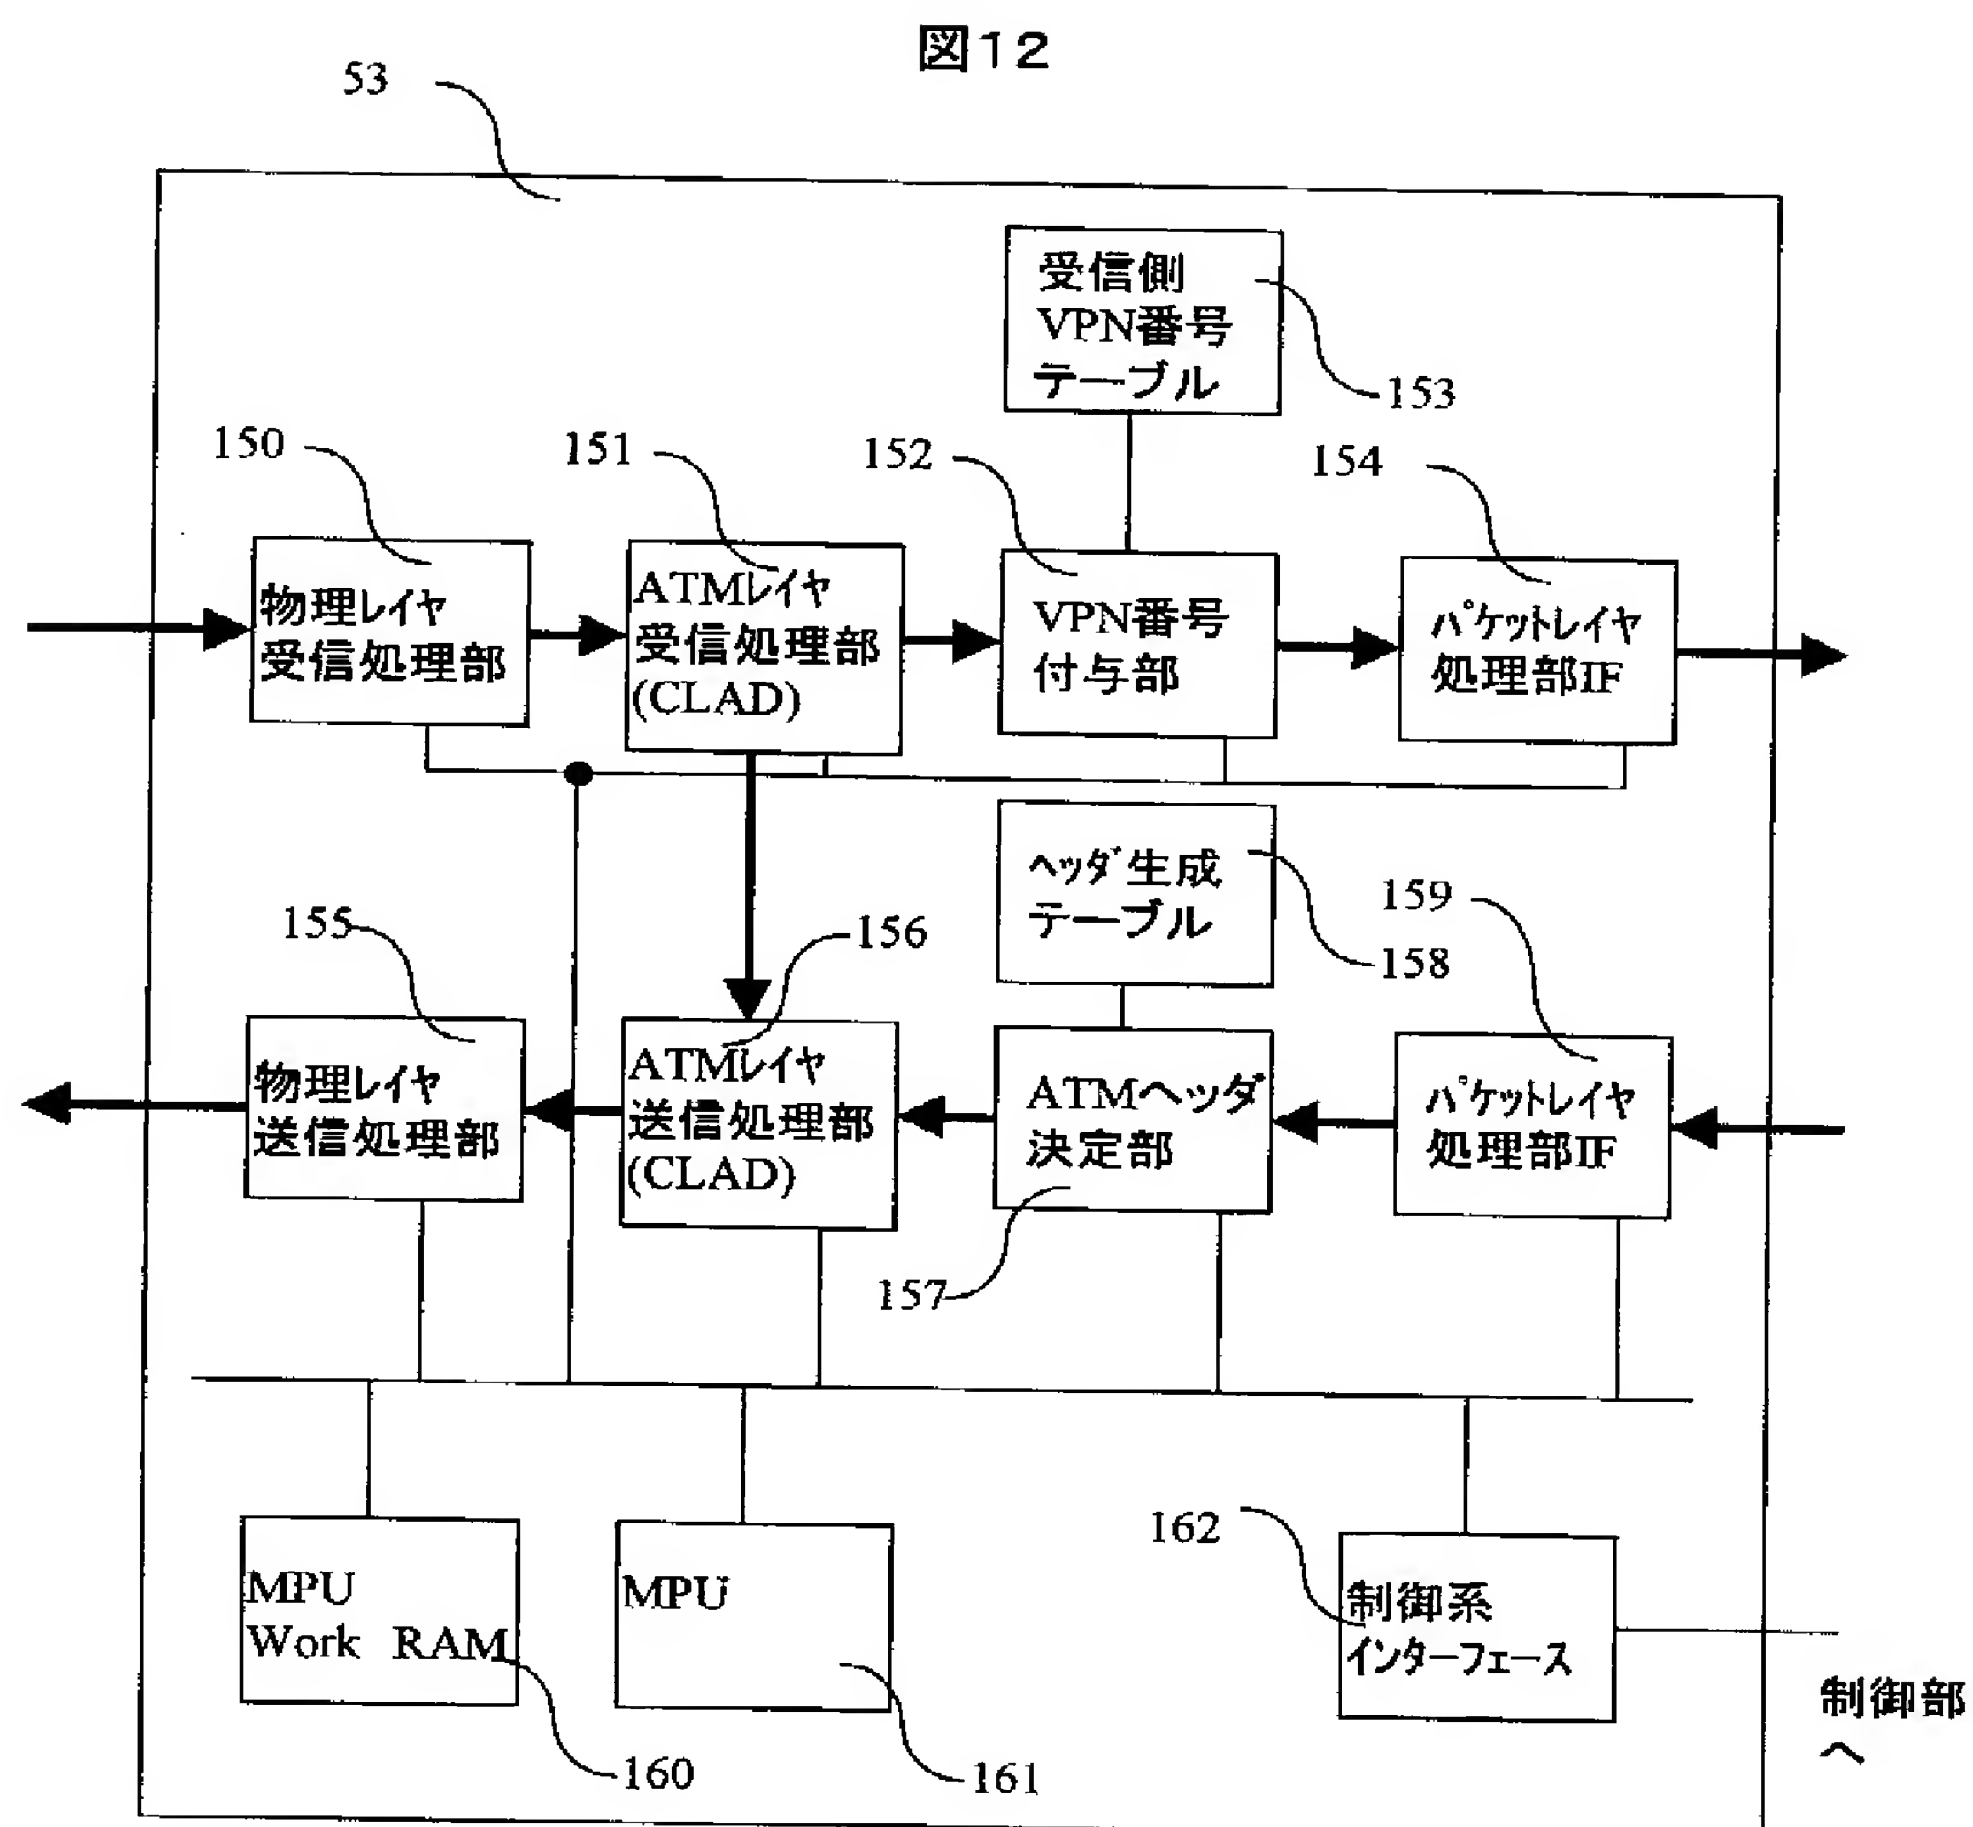 図12
53
受信側
VPN番号
テーブル
153
150
151
152
154
物理レイヤ
受信処理部
ATMレイヤ
受信処理部
(CLAD)
VPN番号
付与部
パケットレイヤ
処理部IF
ヘッダ生成
テーブル
158
155
156
159
物理レイヤ
送信処理部
ATMレイヤ
送信処理部
(CLAD)
ATMヘッダ
決定部
157
パケットレイヤ
処理部IF
MPU
Work RAM
160
MPU
161
162
制御系
インターフェース
制御部
へ